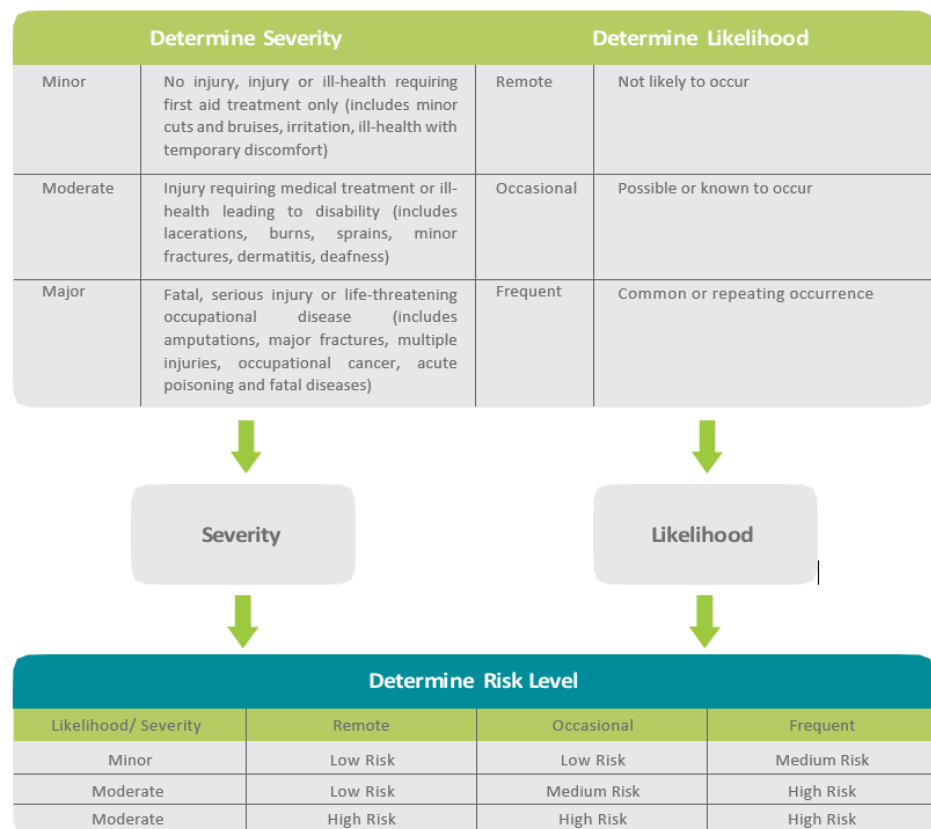 Determine Severity
Determine Likelihood
Minor
No injury, injury or ill-health requiring
first aid treatment only (includes minor
cuts and bruises, irritation, ill-health with
temporary discomfort)
Remote
Not likely to occur
Moderate
Injury requiring medical treatment or ill-
health leading to disability (includes
lacerations, burns, sprains, minor
fractures, dermatitis, deafness)
Occasional
Possible or known to occur
Major
Fatal, serious injury or life-threatening
occupational disease (includes
amputations, major fractures, multiple
injuries, occupational cancer, acute
poisoning and fatal diseases)
Frequent
Common or repeating occurrence
Severity
Likelihood
Determine Risk Level
Likelihood/ Severity
Remote
Occasional
Frequent
Minor
Low Risk
Low Risk
Medium Risk
Moderate
Low Risk
Medium Risk
High Risk
Moderate
High Risk
High Risk
High Risk